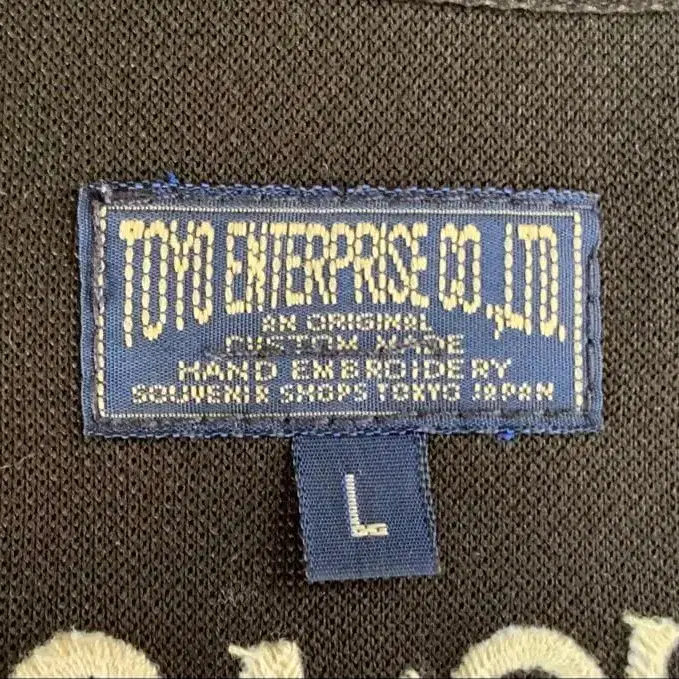 TOYO ENTERPRISE CO.,LTD.
AN ORIGINAL
CUSTOM MADE
HAND EMBROIDERY
SOUVENIR SHOPS TOKYO JAPAN
L